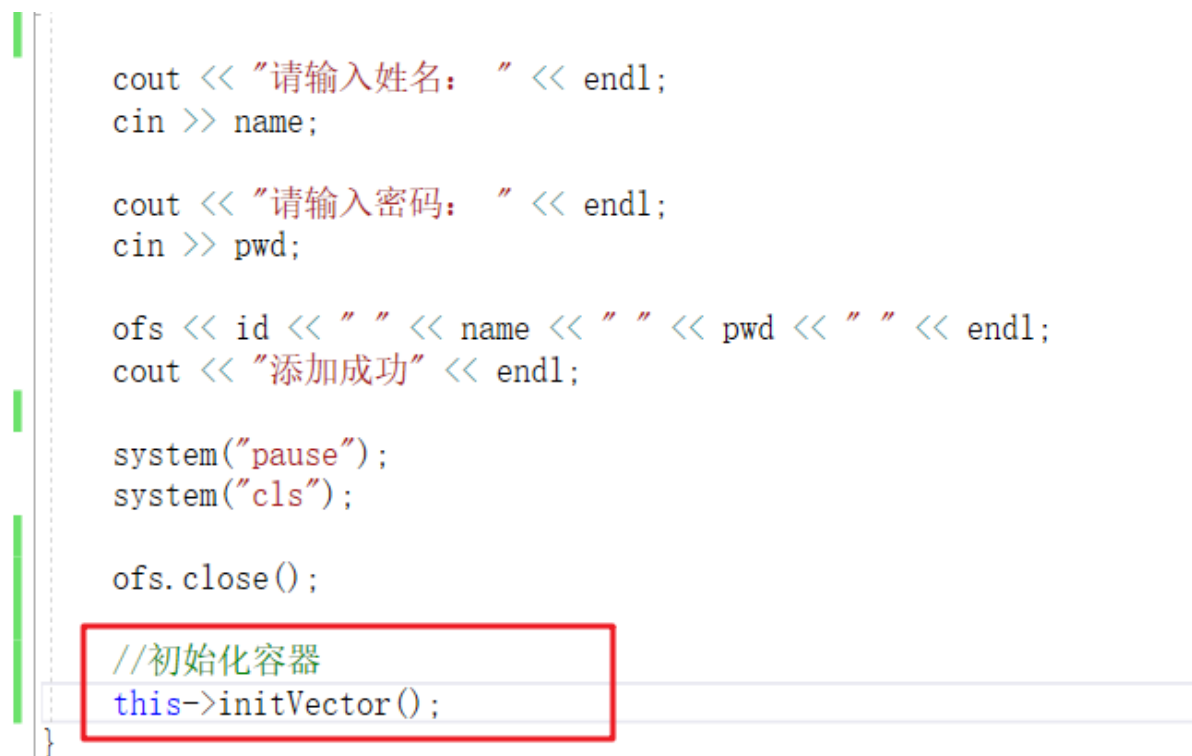 cout << "请输入姓名： " << endl;
cin >> name;
cout << "请输入密码： " << endl;
cin >> pwd;
ofs << id << " " << name << " " << pwd << " " << endl;
cout << "添加成功" << endl;
system("pause");
system("cls");
ofs.close();
//初始化容器
this->initVector();
}